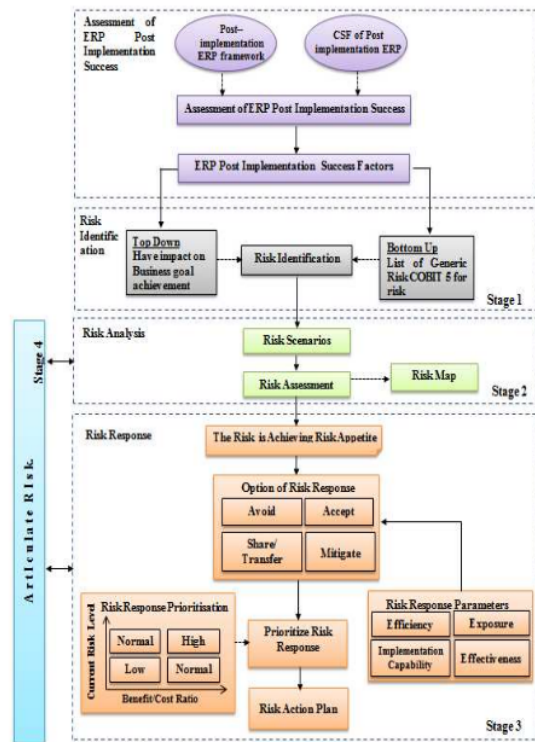 Assessment of
ERP Post
Implementation
Success
Post–
implementation
ERP framework
CSF of Post
implementation ERP
Assessment of ERP Post Implementation Success
ERP Post Implementation Success Factors
Risk
Identific
ation
Top Down
Have impact on
Business goal
achievement
Risk Identification
Bottom Up
List of Generic
Risk COBIT 5 for
risk
Stage 1
Stage 4
Articulate Risk
Risk Analysis
Risk Scenarios
Risk Assessment
Risk Map
Stage 2
Risk Response
The Risk is Achieving Risk Appetite
Option of Risk Response
Avoid
Accept
Share/
Transfer
Mitigate
Risk Response Prioritisation
Current Risk Level
Normal
High
Low
Normal
Benefit/Cost Ratio
Prioritize Risk
Response
Risk Action Plan
Risk Response Parameters
Efficiency
Exposure
Implementation
Capability
Effectiveness
Stage 3